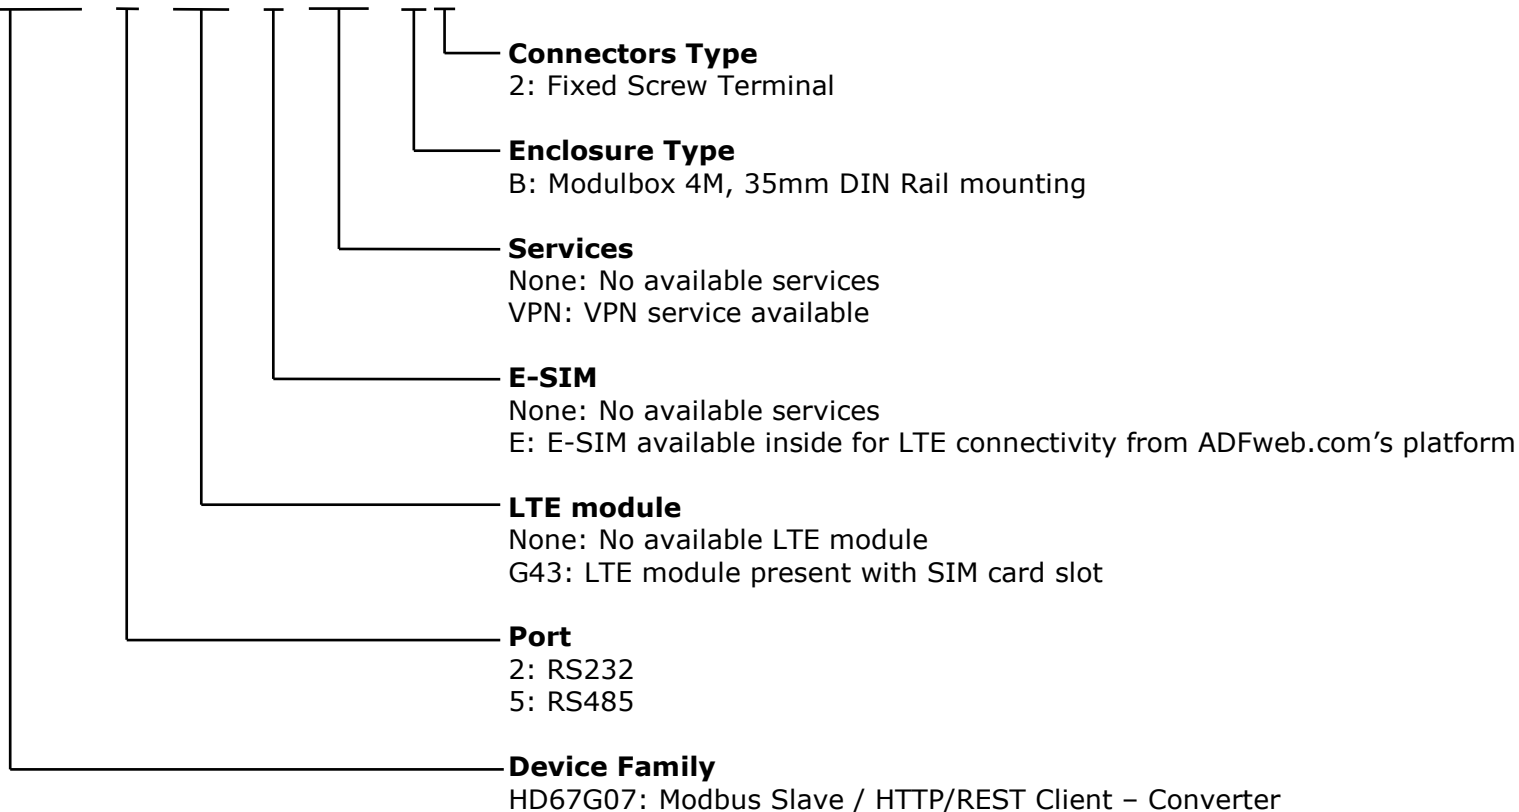 Connectors Type
2: Fixed Screw Terminal
Enclosure Type
B: Modulbox 4M, 35mm DIN Rail mounting
Services
None: No available services
VPN: VPN service available
E-SIM
None: No available services
E: E-SIM available inside for LTE connectivity from ADFweb.com’s platform
LTE module
None: No available LTE module
G43: LTE module present with SIM card slot
Port
2: RS232
5: RS485
Device Family
HD67G07: Modbus Slave / HTTP/REST Client – Converter